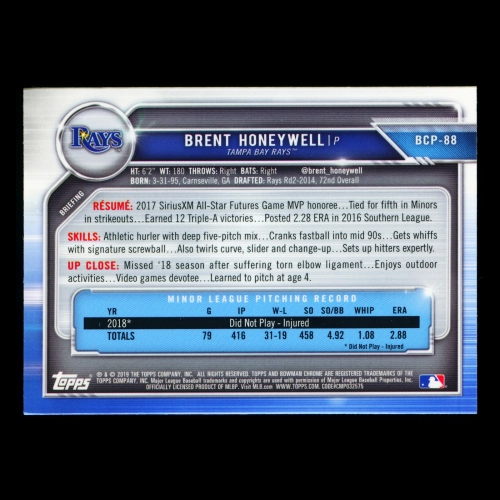 RAYS
BRENT HONEYWELL | P
TAMPA BAY RAYS™
BCP-88
HT: 6'2" WT: 180 THROWS: Right BATS: Right @brent_honeywell
BORN: 3-31-95, Carnesville, GA DRAFTED: Rays Rd2-2014, 72nd Overall
BRIEFING
RÉSUMÉ: 2017 SiriusXM All-Star Futures Game MVP honoree…Tied for fifth in Minors
in strikeouts…Earned 12 Triple-A victories…Posted 2.28 ERA in 2016 Southern League.
SKILLS: Athletic hurler with deep five-pitch mix…Cranks fastball into mid 90s…Gets whiffs
with signature screwball…Also twirls curve, slider and change-up…Sets up hitters expertly.
UP CLOSE: Missed '18 season after suffering torn elbow ligament…Enjoys outdoor
activities…Video games devotee…Learned to pitch at age 4.
MINOR LEAGUE PITCHING RECORD
YR G IP W-L SO SO/BB WHIP ERA
2018* Did Not Play - Injured
TOTALS 79 416 31-19 458 4.92 1.08 2.88
* Did Not Play - Injured
Topps
® & © 2019 THE TOPPS COMPANY, INC. ALL RIGHTS RESERVED. TOPPS AND BOWMAN CHROME ARE REGISTERED TRADEMARKS OF THE
TOPPS COMPANY, INC. Major League Baseball trademarks and copyrights are used with permission of Major League Baseball Properties, Inc.
OFFICIALLY LICENSED PRODUCT OF MLBP. Visit MLB.com www.TOPPS.COM, CODE#CMP032575